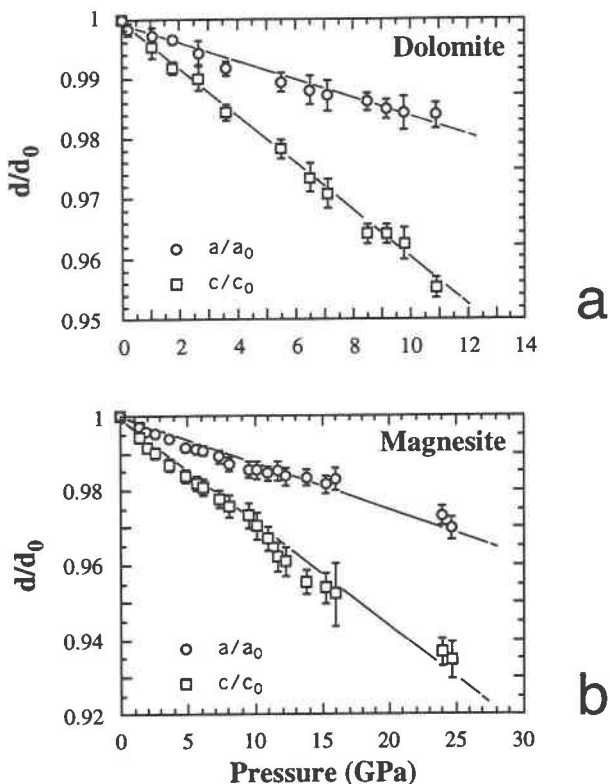 Dolomite
1
0.99
0.98
0.97
0.96
0.95
d/d0
a/a0
c/c0
0 2 4 6 8 10 12 14
a
Magnesite
1
0.98
0.96
0.94
0.92
d/d0
a/a0
c/c0
0 5 10 15 20 25 30
b
Pressure (GPa)